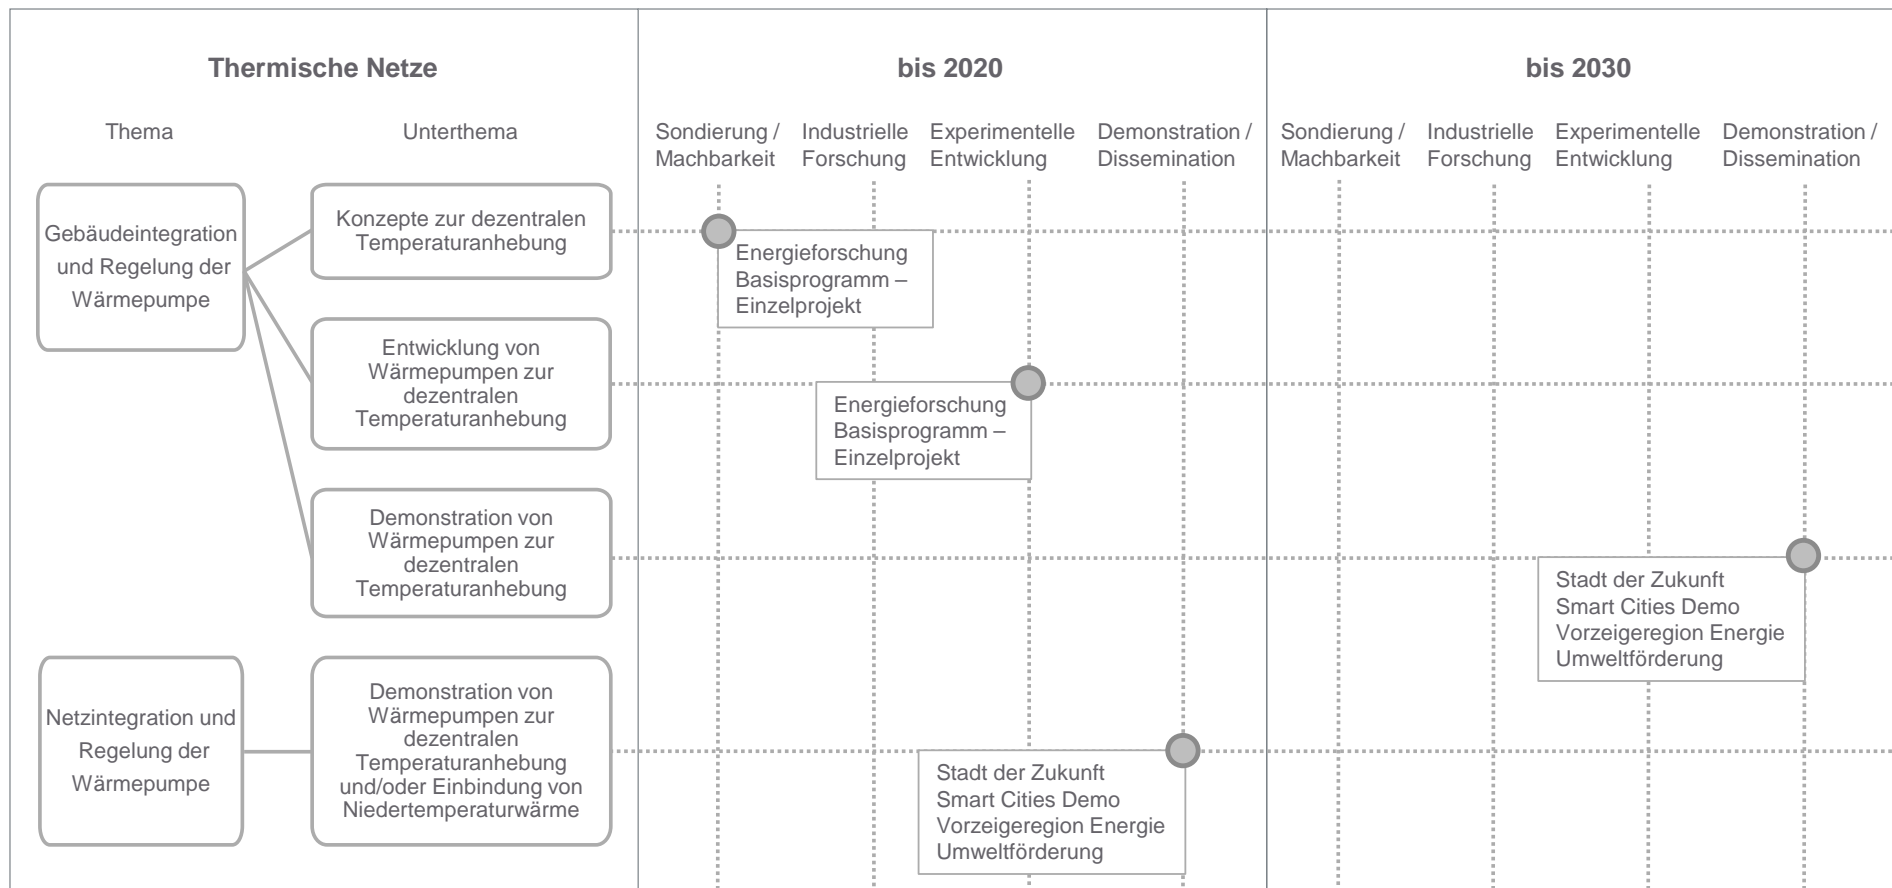 Thermische Netze
bis 2020
bis 2030
Thema
Unterthema
Sondierung /
Machbarkeit
Industrielle
Forschung
Experimentelle
Entwicklung
Demonstration /
Dissemination
Sondierung /
Machbarkeit
Industrielle
Forschung
Experimentelle
Entwicklung
Demonstration /
Dissemination
Gebäudeintegration
und Regelung der
Wärmepumpe
Konzepte zur dezentralen
Temperaturanhebung
Energieforschung
Basisprogramm –
Einzelprojekt
Entwicklung von
Wärmepumpen zur
dezentralen
Temperaturanhebung
Energieforschung
Basisprogramm –
Einzelprojekt
Demonstration von
Wärmepumpen zur
dezentralen
Temperaturanhebung
Stadt der Zukunft
Smart Cities Demo
Vorzeigeregion Energie
Umweltförderung
Netzintegration und
Regelung der
Wärmepumpe
Demonstration von
Wärmepumpen zur
dezentralen
Temperaturanhebung
und/oder Einbindung von
Niedertemperaturwärme
Stadt der Zukunft
Smart Cities Demo
Vorzeigeregion Energie
Umweltförderung